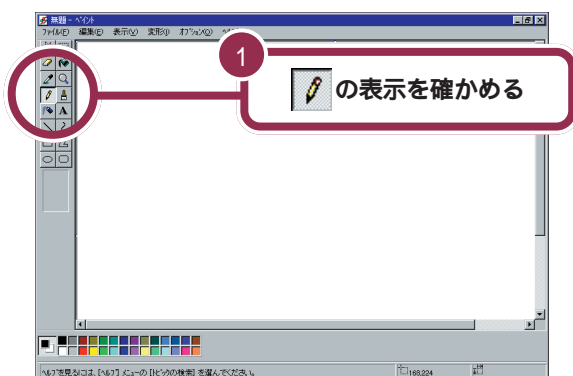 無題 - ペイント
ファイル(F) 編集(E) 表示(V) 変形(I) オプション(O)
1
の表示を確かめる
A
ヘルプを見るには、[ヘルプ] メニューの [トピックの検索] を選んでください。
168,224